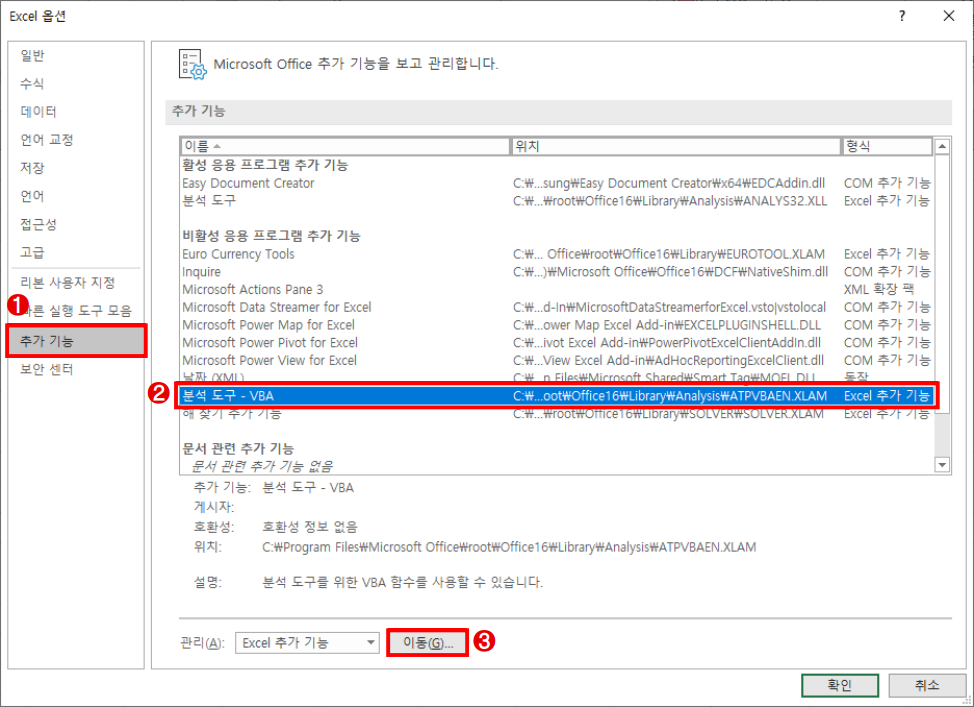 Excel 옵션
?
일반
수식
데이터
언어 교정
저장
언어
접근성
고급
리본 사용자 지정
1
른 실행 도구 모음
추가 기능
보안 센터
Microsoft Office 추가 기능을 보고 관리합니다.
추가 기능
이름 위치 형식
활성 응용 프로그램 추가 기능
Easy Document Creator C:₩...sung₩Easy Document Creator₩x64₩EDCAddin.dll COM 추가 기능
분석 도구 C:₩...₩root₩Office16₩Library₩Analysis₩ANALYS32.XLL Excel 추가 기능
비활성 응용 프로그램 추가 기능
Euro Currency Tools C:₩... Office₩root₩Office16₩Library₩EUROTOOL.XLAM Excel 추가 기능
Inquire C:₩...)₩Microsoft Office₩Office16₩DCF₩NativeShim.dll COM 추가 기능
Microsoft Actions Pane 3 XML 확장 팩
Microsoft Data Streamer for Excel C:₩...d-In₩MicrosoftDataStreamerforExcel.vsto|vstolocal COM 추가 기능
Microsoft Power Map for Excel C:₩...ower Map Excel Add-in₩EXCELPLUGINSHELL.DLL COM 추가 기능
Microsoft Power Pivot for Excel C:₩...ivot Excel Add-in₩PowerPivotExcelClientAddIn.dll COM 추가 기능
Microsoft Power View for Excel C:₩...View Excel Add-in₩AdHocReportingExcelClient.dll COM 추가 기능
날짜 (XML) C:₩...n Files₩Microsoft Shared₩Smart Tag₩MOFL.DLL 동작
2
분석 도구 - VBA C:₩...oot₩Office16₩Library₩Analysis₩ATPVBAEN.XLAM Excel 추가 기능
해 찾기 추가 기능 C:₩...₩root₩Office16₩Library₩SOLVER₩SOLVER.XLAM Excel 추가 기능
문서 관련 추가 기능
문서 관련 추가 기능 없음
추가 기능: 분석 도구 - VBA
게시자:
호환성: 호환성 정보 없음
위치: C:₩Program Files₩Microsoft Office₩root₩Office16₩Library₩Analysis₩ATPVBAEN.XLAM
설명: 분석 도구를 위한 VBA 함수를 사용할 수 있습니다.
관리(A): Excel 추가 기능 이동(G)... 3
확인 취소